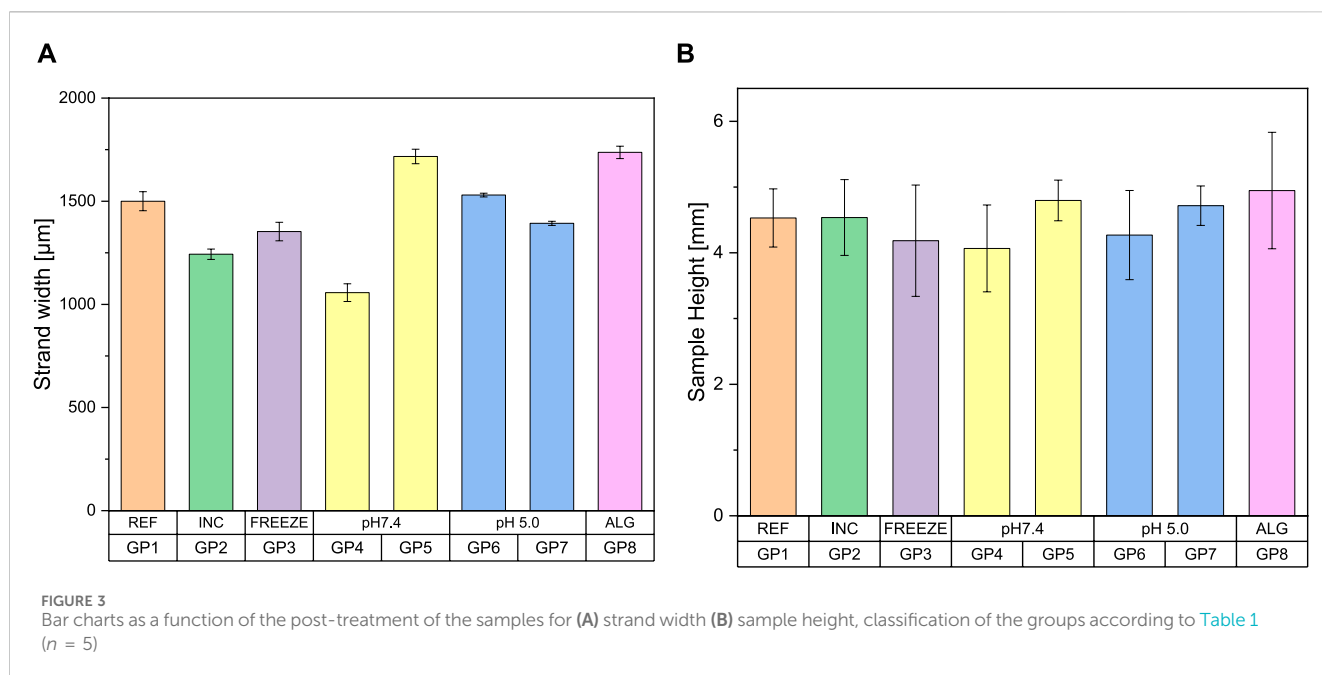 A
B
2000
1500
1000
500
0
Strand width [µm]
REF INC FREEZE pH7.4 pH 5.0 ALG
GP1 GP2 GP3 GP4 GP5 GP6 GP7 GP8
6
4
2
0
Sample Height [mm]
REF INC FREEZE pH7.4 pH 5.0 ALG
GP1 GP2 GP3 GP4 GP5 GP6 GP7 GP8
FIGURE 3
Bar charts as a function of the post-treatment of the samples for (A) strand width (B) sample height, classification of the groups according to Table 1
(n = 5)